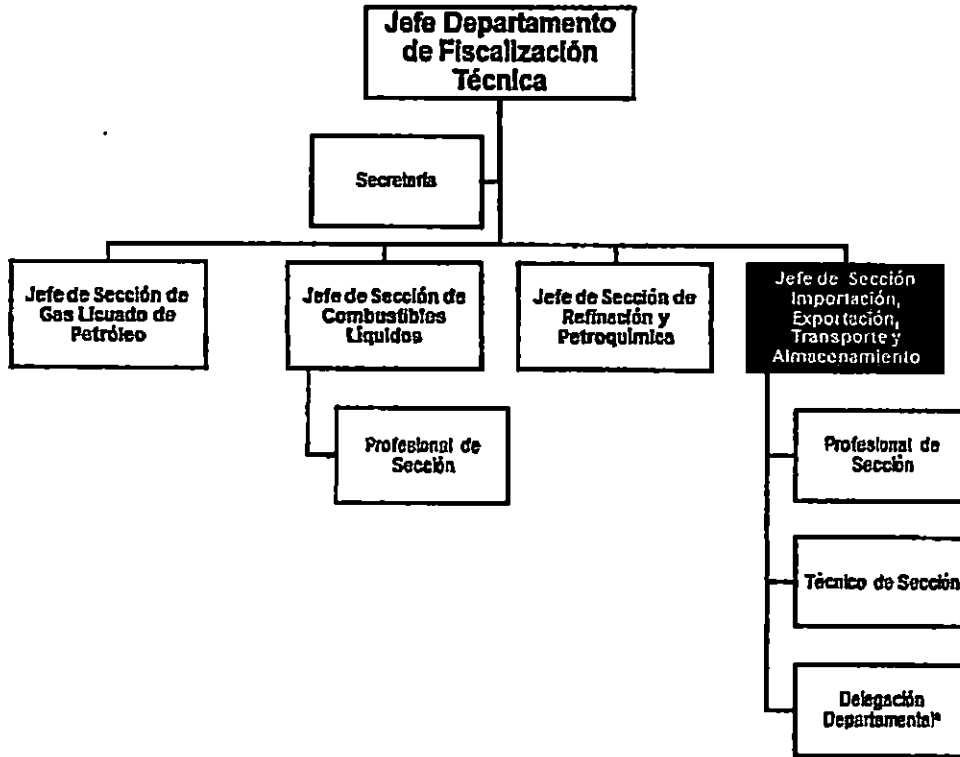 Jefe Departamento
de Fiscalización
Técnica
Secretaria
Jefe de Sección de
Gas Licuado de
Petróleo
Jefe de Sección de
Combustibles
Líquidos
Jefe de Sección de
Refinación y
Petroquímica
Jefe de Sección
Importación,
Exportación,
Transporte y
Almacenamiento
Profesional de
Sección
Profesional de
Sección
Técnico de Sección
Delegación
Departamental*